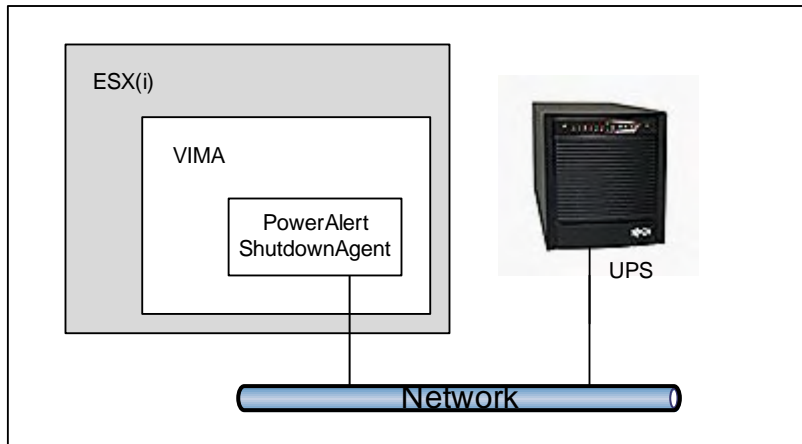 ESX(i)
VIMA
PowerAlert
ShutdownAgent
UPS
Network